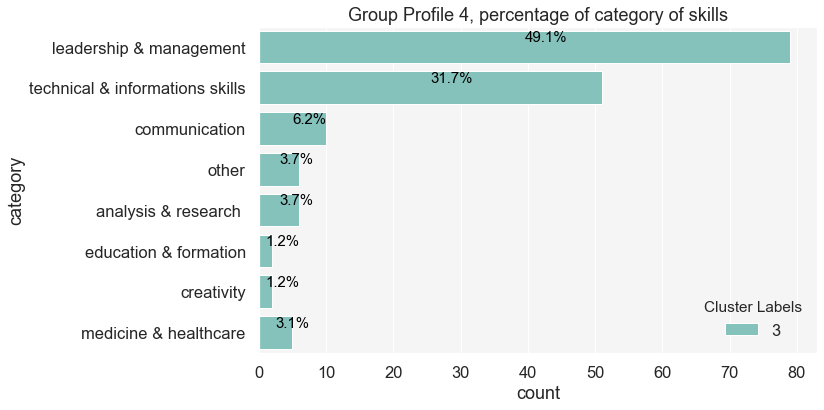 Group Profile 4, percentage of category of skills
leadership & management
49.1%
technical & informations skills
31.7%
communication
6.2%
other
3.7%
analysis & research
3.7%
education & formation
1.2%
creativity
1.2%
medicine & healthcare
3.1%
category
Cluster Labels
3
0 10 20 30 40 50 60 70 80
count